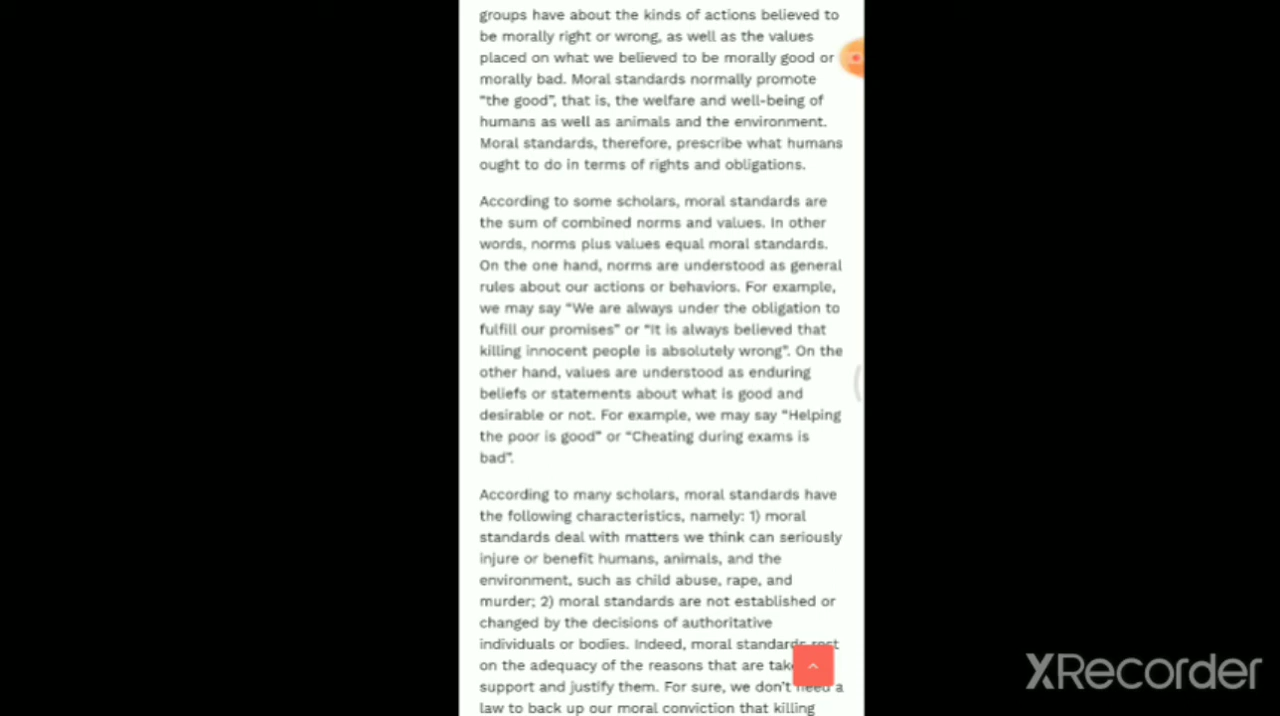 groups have about the kinds of actions believed to
be morally right or wrong, as well as the values
placed on what we believed to be morally good or
morally bad. Moral standards normally promote
“the good”, that is, the welfare and well-being of
humans as well as animals and the environment.
Moral standards, therefore, prescribe what humans
ought to do in terms of rights and obligations.
According to some scholars, moral standards are
the sum of combined norms and values. In other
words, norms plus values equal moral standards.
On the one hand, norms are understood as general
rules about our actions or behaviors. For example,
we may say “We are always under the obligation to
fulfill our promises” or “It is always believed that
killing innocent people is absolutely wrong”. On the
other hand, values are understood as enduring
beliefs or statements about what is good and
desirable or not. For example, we may say “Helping
the poor is good” or “Cheating during exams is
bad”.
According to many scholars, moral standards have
the following characteristics, namely: 1) moral
standards deal with matters we think can seriously
injure or benefit humans, animals, and the
environment, such as child abuse, rape, and
murder; 2) moral standards are not established or
changed by the decisions of authoritative
individuals or bodies. Indeed, moral standards rest
on the adequacy of the reasons that are
support and justify them. For sure, we don’t need a
law to back up our moral conviction that killing
XRecorder